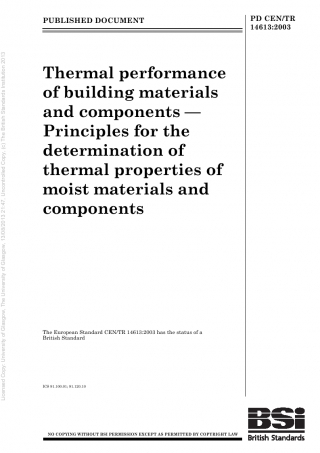 PUBLISHED DOCUMENT
PD CEN/TR
14613:2003
Thermal performance
of building materials
and components —
Principles for the
determination of
thermal properties of
moist materials and
components
The European Standard CEN/TR 14613:2003 has the status of a
British Standard
ICS 91.100.01; 91.120.10
NO COPYING WITHOUT BSI PERMISSION EXCEPT AS PERMITTED BY COPYRIGHT LAW
BSi
British Standards
Licensed Copy: University of Glasgow, The University of Glasgow, 13/03/2013 21:47, Uncontrolled Copy, (c) The British Standards Institution 2013